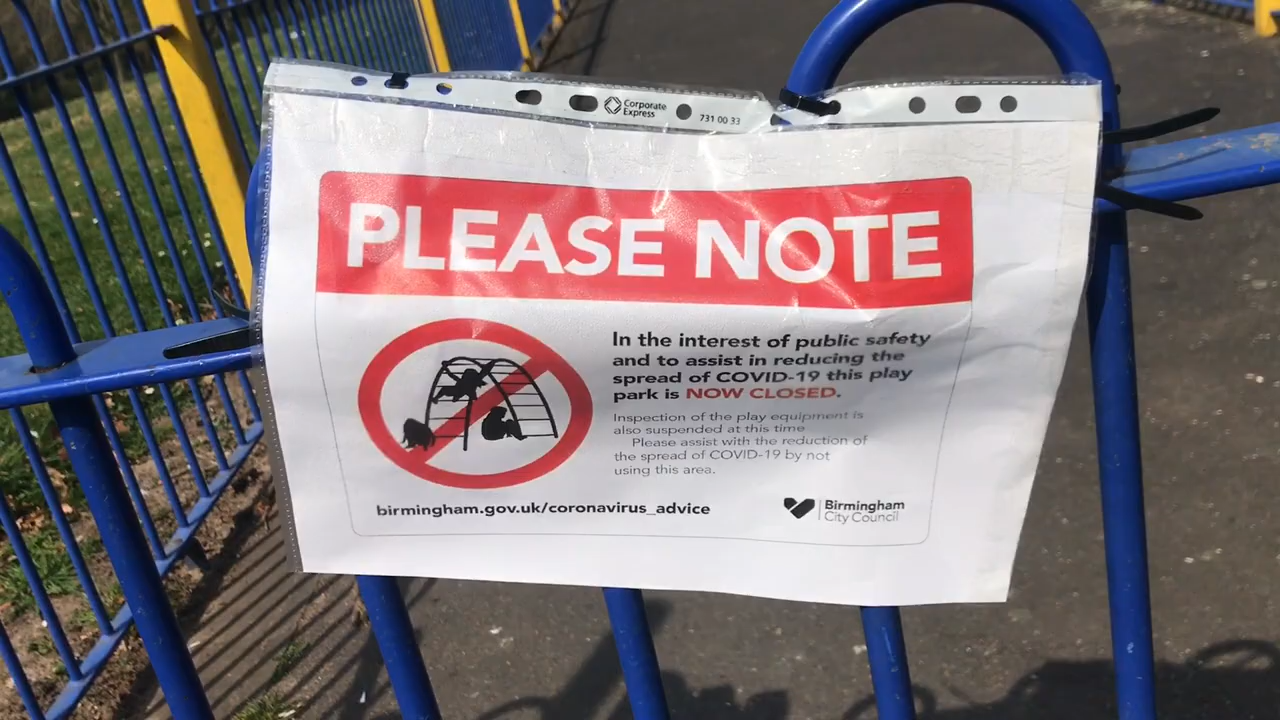 Corporate
Express
731 00 33
PLEASE NOTE
In the interest of public safety
and to assist in reducing the
spread of COVID-19 this play
park is NOW CLOSED.
Inspection of the play equipment is
also suspended at this time
Please assist with the reduction of
the spread of COVID-19 by not
using this area.
birmingham.gov.uk/coronavirus_advice
Birmingham
City Council